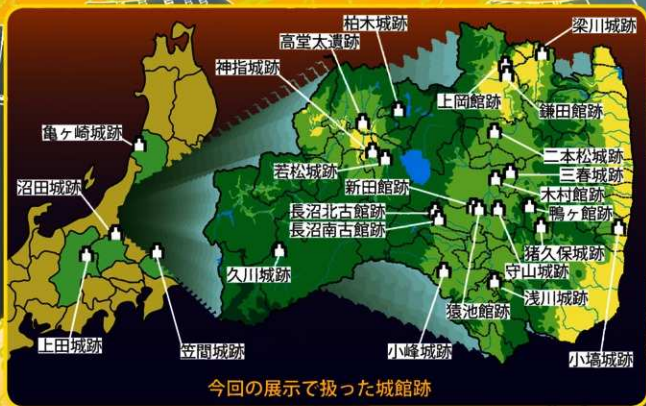 柏木城跡
梁川城跡
高堂太遺跡
神指城跡
上岡館跡
鎌田館跡
亀ヶ崎城跡
二本松城跡
若松城跡
三春城跡
新田館跡
木村館跡
沼田城跡
長沼北古館跡
鴨ヶ館跡
長沼南古館跡
猪久保城跡
久川城跡
守山城跡
浅川城跡
猿池館跡
上田城跡
笠間城跡
小峰城跡
小塙城跡
今回の展示で扱った城館跡